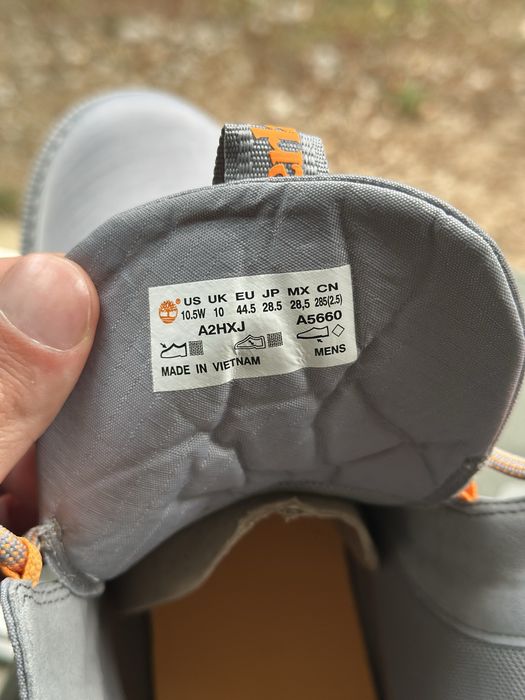 US UK EU JP MX CN
10.5W 10 44.5 28.5 28,5 285(2.5)
A2HXJ A5660
MADE IN VIETNAM MENS